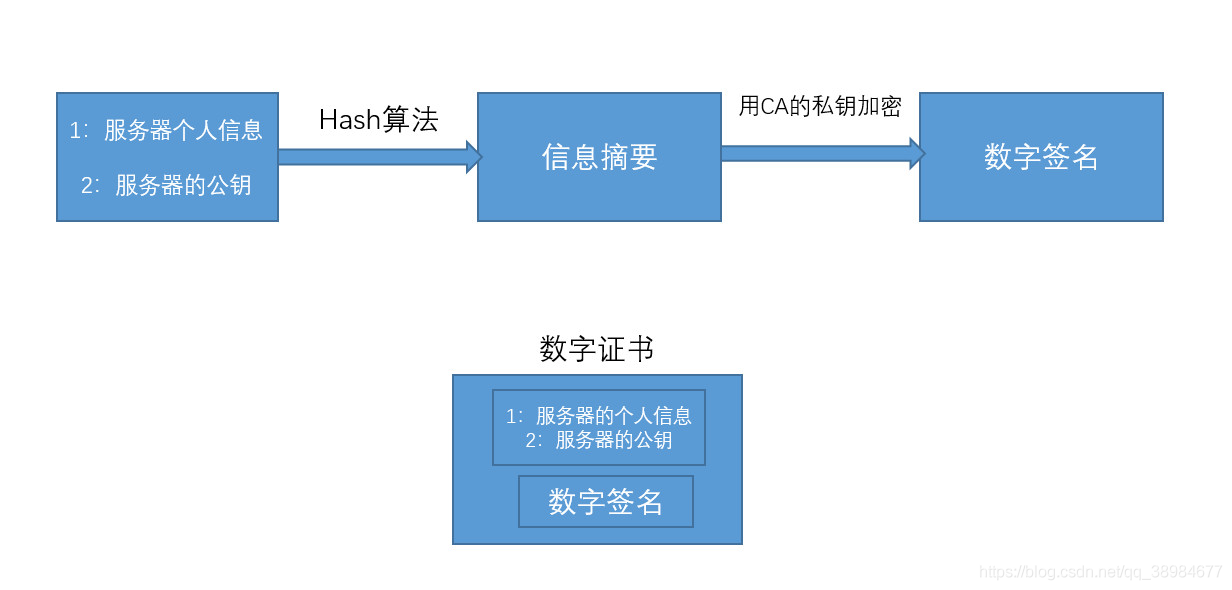 1：服务器个人信息
2：服务器的公钥
Hash算法
信息摘要
用CA的私钥加密
数字签名
数字证书
1：服务器的个人信息
2：服务器的公钥
数字签名
https://blog.csdn.net/qq_38984677